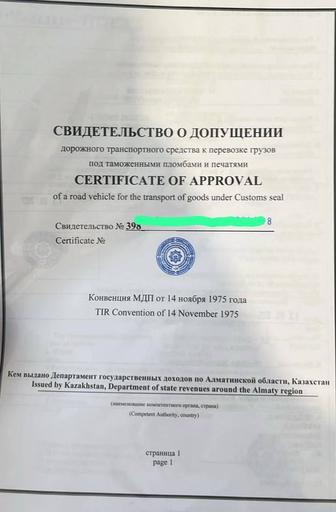 СВИДЕТЕЛЬСТВО О ДОПУЩЕНИИ
дорожного транспортного средства к перевозке грузов
под таможенными пломбами и печатями
CERTIFICATE OF APPROVAL
of a road vehicle for the transport of goods under Customs seal
Свидетельство № 398 8
Certificate №
Конвенция МДП от 14 ноября 1975 года
TIR Convention of 14 November 1975
Кем выдано Департамент государственных доходов по Алматинской области, Казахстан
Issued by Kazakhstan, Department of state revenues around the Almaty region
(наименование компетентного органа, страна)
(Competent Authority, country)
страница 1
page 1